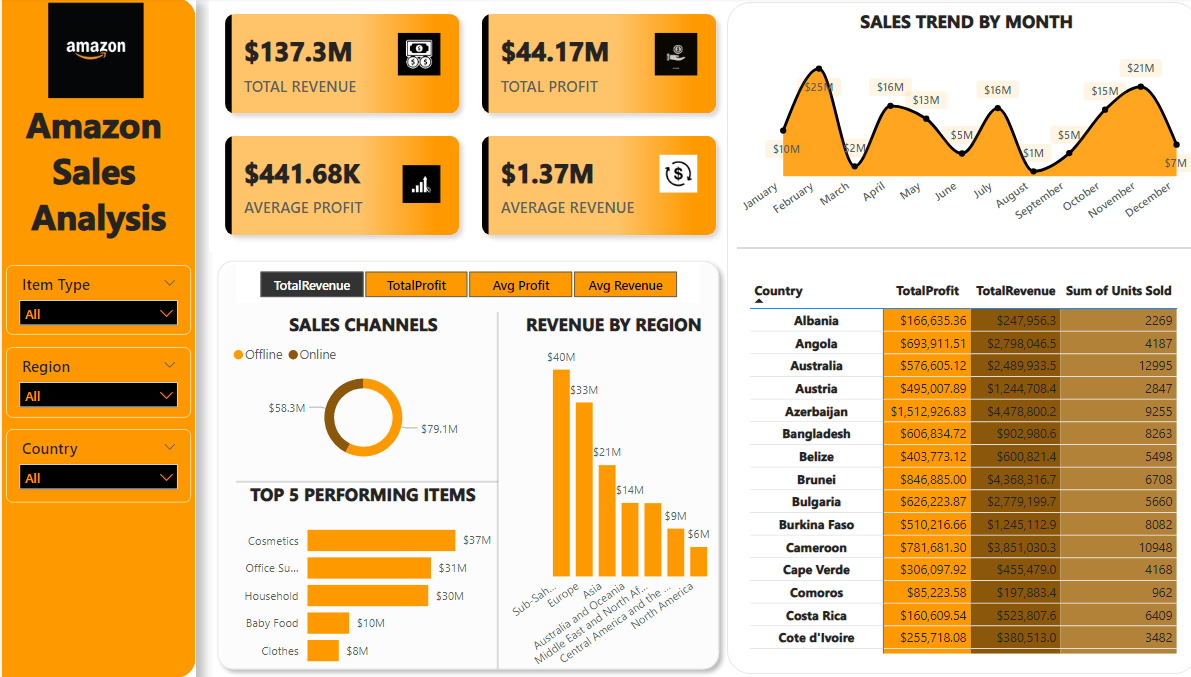 amazon
Amazon
Sales
Analysis
Item Type
All
Region
All
Country
All
$137.3M
TOTAL REVENUE
$44.17M
TOTAL PROFIT
$441.68K
AVERAGE PROFIT
$1.37M
AVERAGE REVENUE
TotalRevenue TotalProfit Avg Profit Avg Revenue
SALES CHANNELS
Offline Online
$58.3M
$79.1M
TOP 5 PERFORMING ITEMS
Cosmetics $37M
Office Su... $31M
Household $30M
Baby Food $10M
Clothes $8M
REVENUE BY REGION
$40M
$33M
$21M
$14M
$9M
$6M
Sub-Sah...
Europe
Asia
Australia and Oceania
Middle East and North Af...
Central America and the ...
North America
SALES TREND BY MONTH
$10M
$25M
$2M
$16M
$13M
$5M
$16M
$1M
$5M
$15M
$21M
$7M
January
February
March
April
May
June
July
August
September
October
November
December
Country TotalProfit TotalRevenue Sum of Units Sold
Albania $166,635.36 $247,956.3 2269
Angola $693,911.51 $2,798,046.5 4187
Australia $576,605.12 $2,489,933.5 12995
Austria $495,007.89 $1,244,708.4 2847
Azerbaijan $1,512,926.83 $4,478,800.2 9255
Bangladesh $606,834.72 $902,980.6 8263
Belize $403,773.12 $600,821.4 5498
Brunei $846,885.00 $4,368,316.7 6708
Bulgaria $626,223.87 $2,779,199.7 5660
Burkina Faso $510,216.66 $1,245,112.9 8082
Cameroon $781,681.30 $3,851,030.3 10948
Cape Verde $306,097.92 $455,479.0 4168
Comoros $85,223.58 $197,883.4 962
Costa Rica $160,609.54 $523,807.6 6409
Cote d'Ivoire $255,718.08 $380,513.0 3482